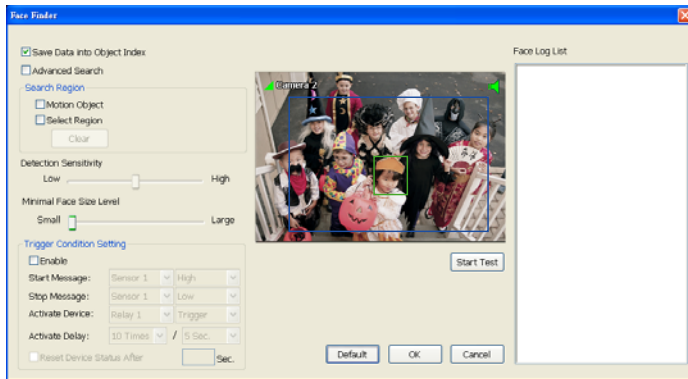 Face Finder
Save Data into Object Index
Advanced Search
Search Region
Motion Object
Select Region
Clear
Detection Sensitivity
Low High
Minimal Face Size Level
Small Large
Trigger Condition Setting
Enable
Start Message: Sensor 1 High
Stop Message: Sensor 1 Low
Activate Device: Relay 1 Trigger
Activate Delay: 10 Times / 5 Sec.
Reset Device Status After Sec.
Camera 2
Start Test
Default OK Cancel
Face Log List